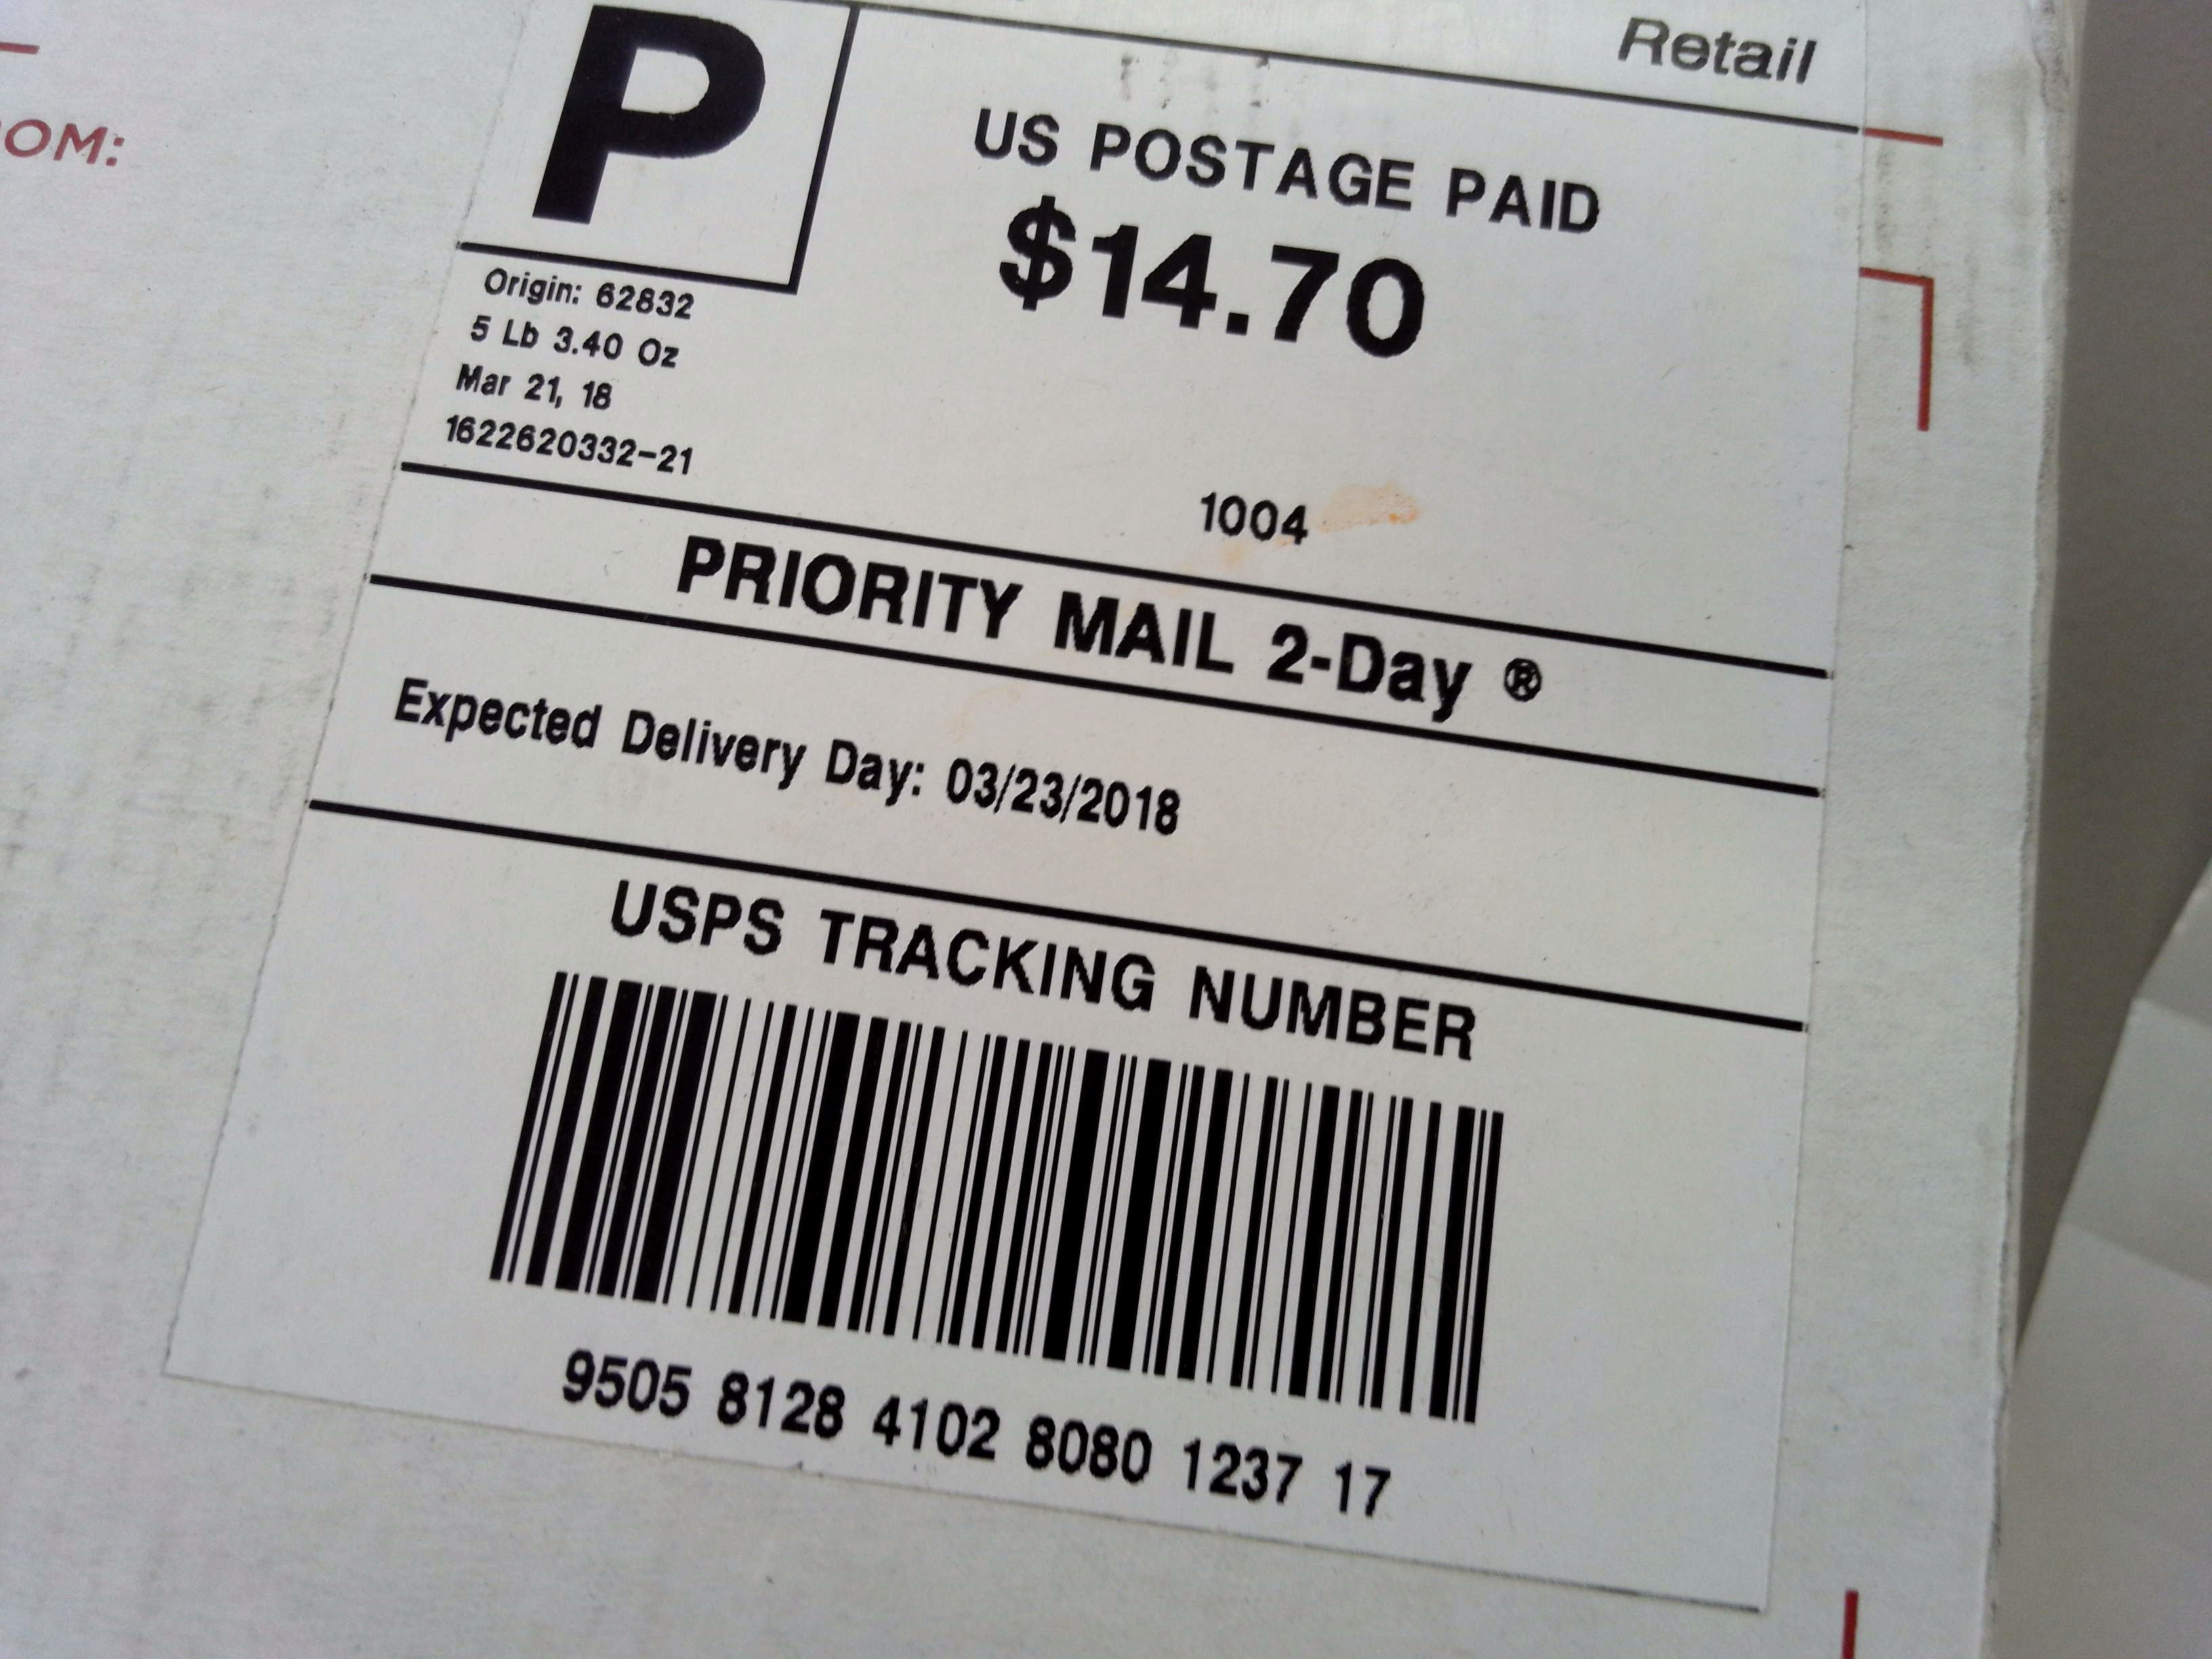 Retail
P
US POSTAGE PAID
$14.70
Origin: 62832
5 Lb 3.40 Oz
Mar 21, 18
1622620332-21
1004
PRIORITY MAIL 2-Day ®
Expected Delivery Day: 03/23/2018
USPS TRACKING NUMBER
9505 8128 4102 8080 1237 17
OM: